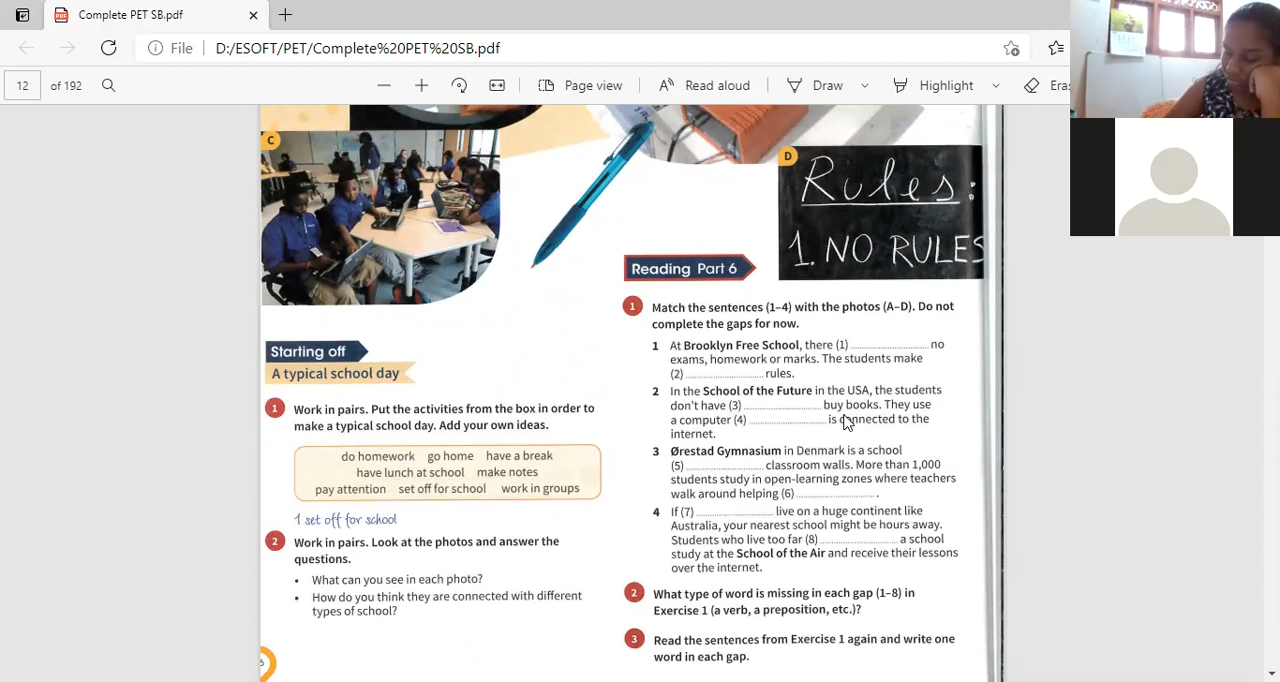 Complete PET SB.pdf
File D:/ESOFT/PET/Complete%20PET%20SB.pdf
12 of 192 Page view Read aloud Draw Highlight
C
D
Rules:
1. NO RULES
Starting off
A typical school day
1 Work in pairs. Put the activities from the box in order to
make a typical school day. Add your own ideas.
do homework go home have a break
have lunch at school make notes
pay attention set off for school work in groups
1 set off for school
2 Work in pairs. Look at the photos and answer the
questions.
• What can you see in each photo?
• How do you think they are connected with different
types of school?
Reading Part 6
1 Match the sentences (1–4) with the photos (A–D). Do not
complete the gaps for now.
1 At Brooklyn Free School, there (1) .............................. no
exams, homework or marks. The students make
(2) .............................. rules.
2 In the School of the Future in the USA, the students
don't have (3) .............................. buy books. They use
a computer (4) .............................. is connected to the
internet.
3 Ørestad Gymnasium in Denmark is a school
(5) .............................. classroom walls. More than 1,000
students study in open-learning zones where teachers
walk around helping (6) .............................. .
4 If (7) .............................. live on a huge continent like
Australia, your nearest school might be hours away.
Students who live too far (8) .............................. a school
study at the School of the Air and receive their lessons
over the internet.
2 What type of word is missing in each gap (1–8) in
Exercise 1 (a verb, a preposition, etc.)?
3 Read the sentences from Exercise 1 again and write one
word in each gap.